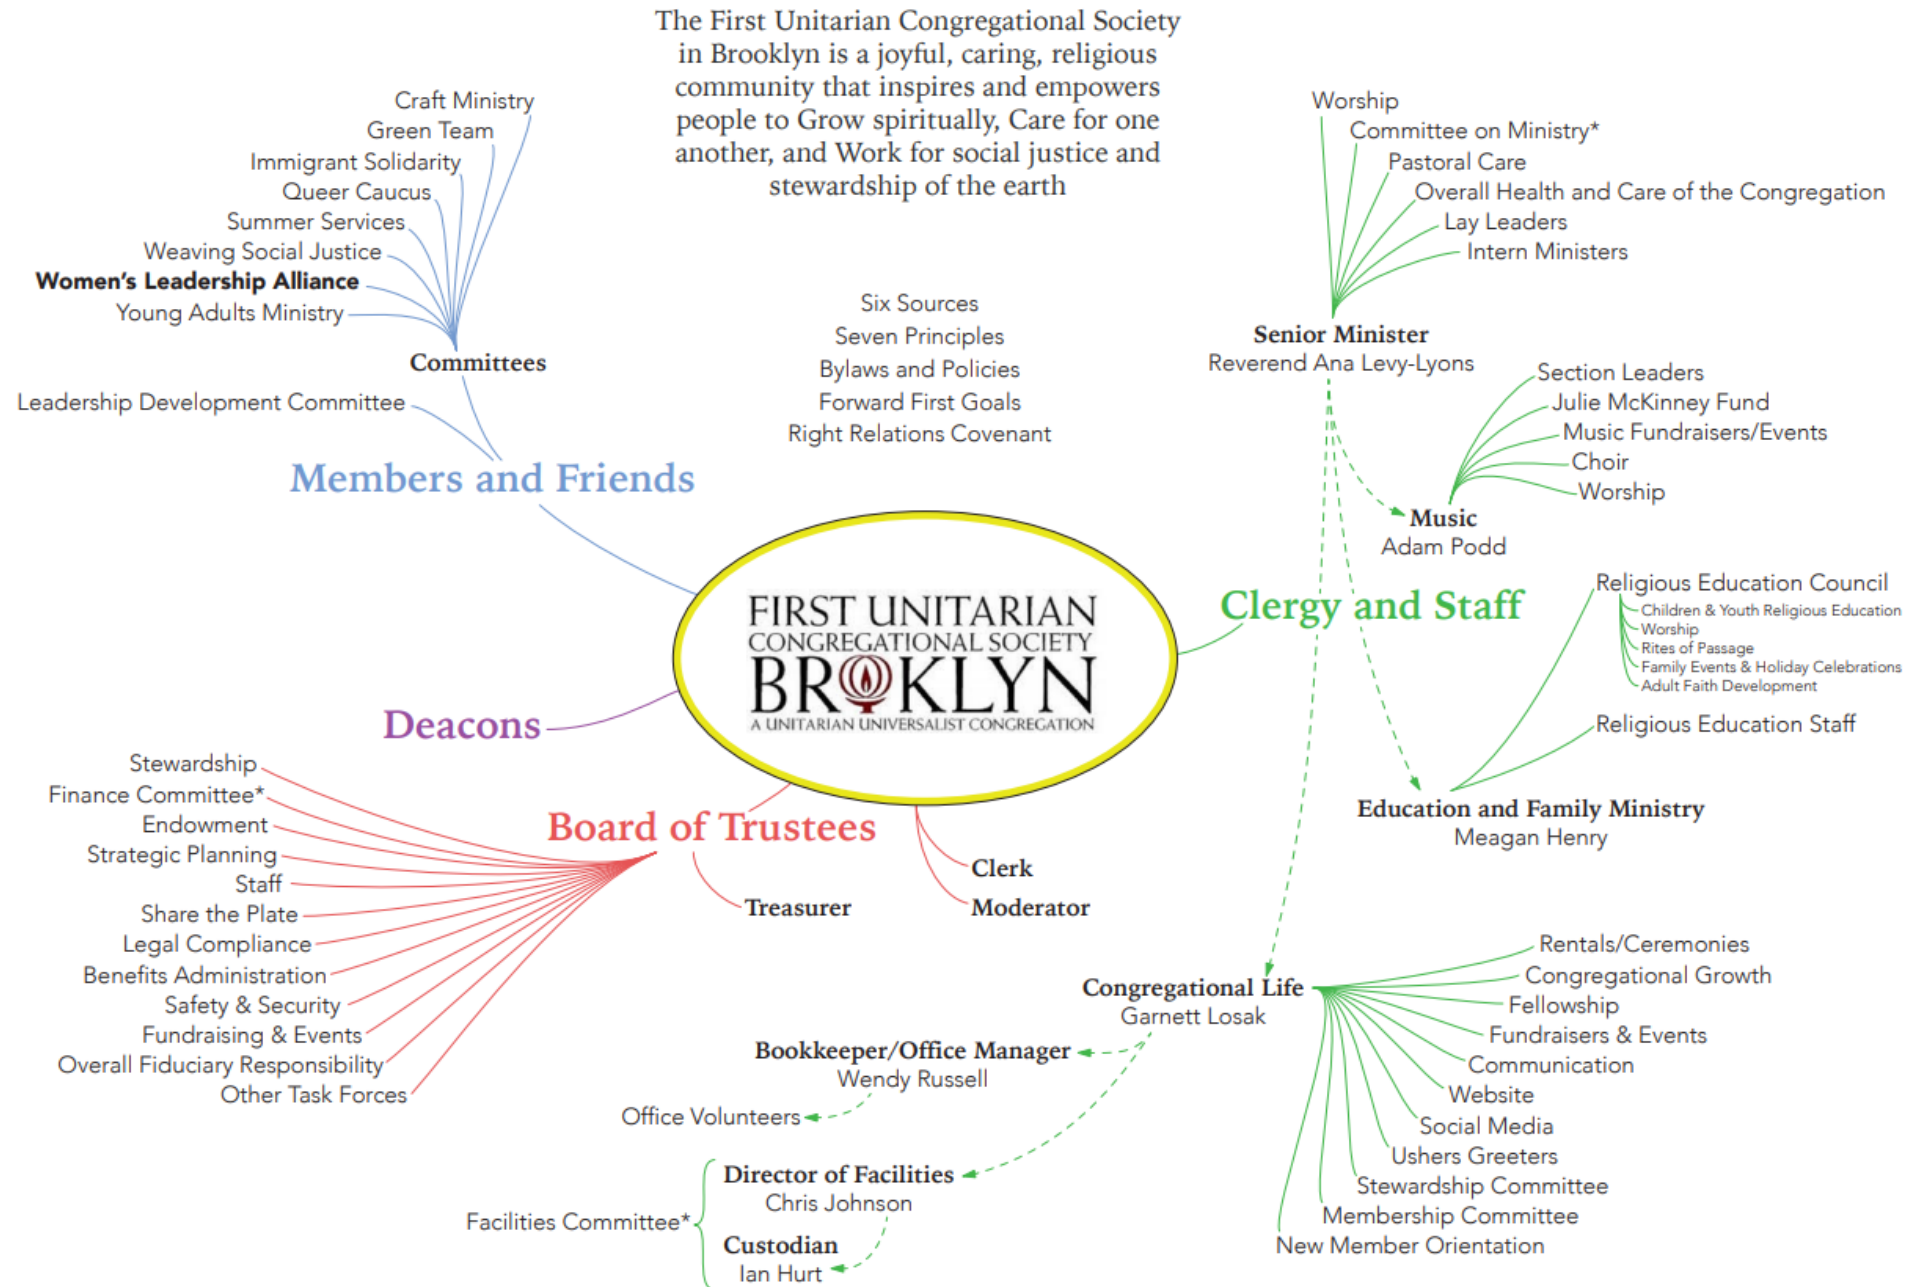 The First Unitarian Congregational Society
in Brooklyn is a joyful, caring, religious
community that inspires and empowers
people to Grow spiritually, Care for one
another, and Work for social justice and
stewardship of the earth
Six Sources
Seven Principles
Bylaws and Policies
Forward First Goals
Right Relations Covenant
Craft Ministry
Green Team
Immigrant Solidarity
Queer Caucus
Summer Services
Weaving Social Justice
Women's Leadership Alliance
Young Adults Ministry
Committees
Leadership Development Committee
Members and Friends
FIRST UNITARIAN
CONGREGATIONAL SOCIETY
BROKLYN
A UNITARIAN UNIVERSALIST CONGREGATION
Worship
Committee on Ministry*
Pastoral Care
Overall Health and Care of the Congregation
Lay Leaders
Intern Ministers
Senior Minister
Reverend Ana Levy-Lyons
Section Leaders
Julie McKinney Fund
Music Fundraisers/Events
Choir
Worship
Music
Adam Podd
Clergy and Staff
Religious Education Council
Children & Youth Religious Education
Worship
Rites of Passage
Family Events & Holiday Celebrations
Adult Faith Development
Religious Education Staff
Education and Family Ministry
Meagan Henry
Deacons
Board of Trustees
Stewardship
Finance Committee*
Endowment
Strategic Planning
Staff
Share the Plate
Legal Compliance
Benefits Administration
Safety & Security
Fundraising & Events
Overall Fiduciary Responsibility
Other Task Forces
Treasurer
Clerk
Moderator
Congregational Life
Garnett Losak
Rentals/Ceremonies
Congregational Growth
Fellowship
Fundraisers & Events
Communication
Website
Social Media
Ushers Greeters
Stewardship Committee
Membership Committee
New Member Orientation
Bookkeeper/Office Manager
Wendy Russell
Office Volunteers
Director of Facilities
Chris Johnson
Facilities Committee*
Custodian
Ian Hurt